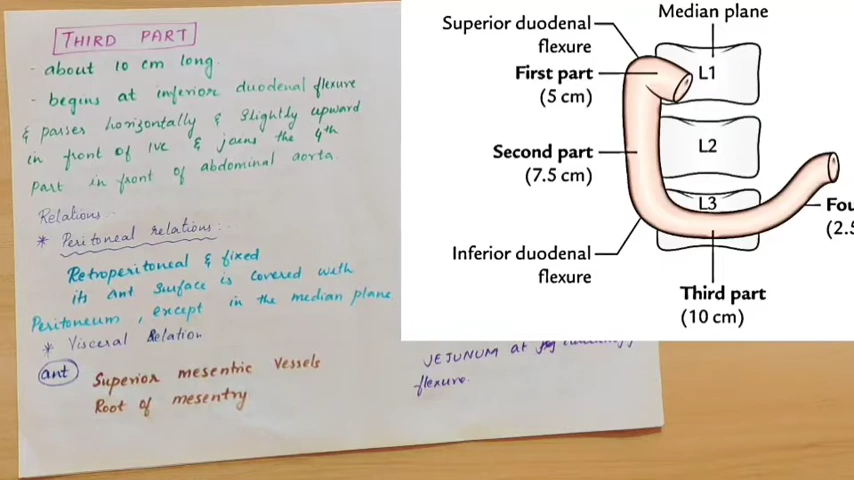 THIRD PART
- about 10 cm long.
- begins at inferior duodenal flexure
& passes horizontally & slightly upward
in front of IVC & joins the 4th
Part in front of abdominal aorta.
Relations:-
* Peritoneal relations:-
Retroperitoneal & fixed
its ant surface is covered with
Peritoneum, except in the median plane
* Visceral Relation
ant
Superior mesentric Vessels
Root of mesentry
JEJUNUM at
flexure.
Median plane
Superior duodenal
flexure
First part
(5 cm)
L1
Second part
(7.5 cm)
L2
L3
Fou
(2.5
Inferior duodenal
flexure
Third part
(10 cm)